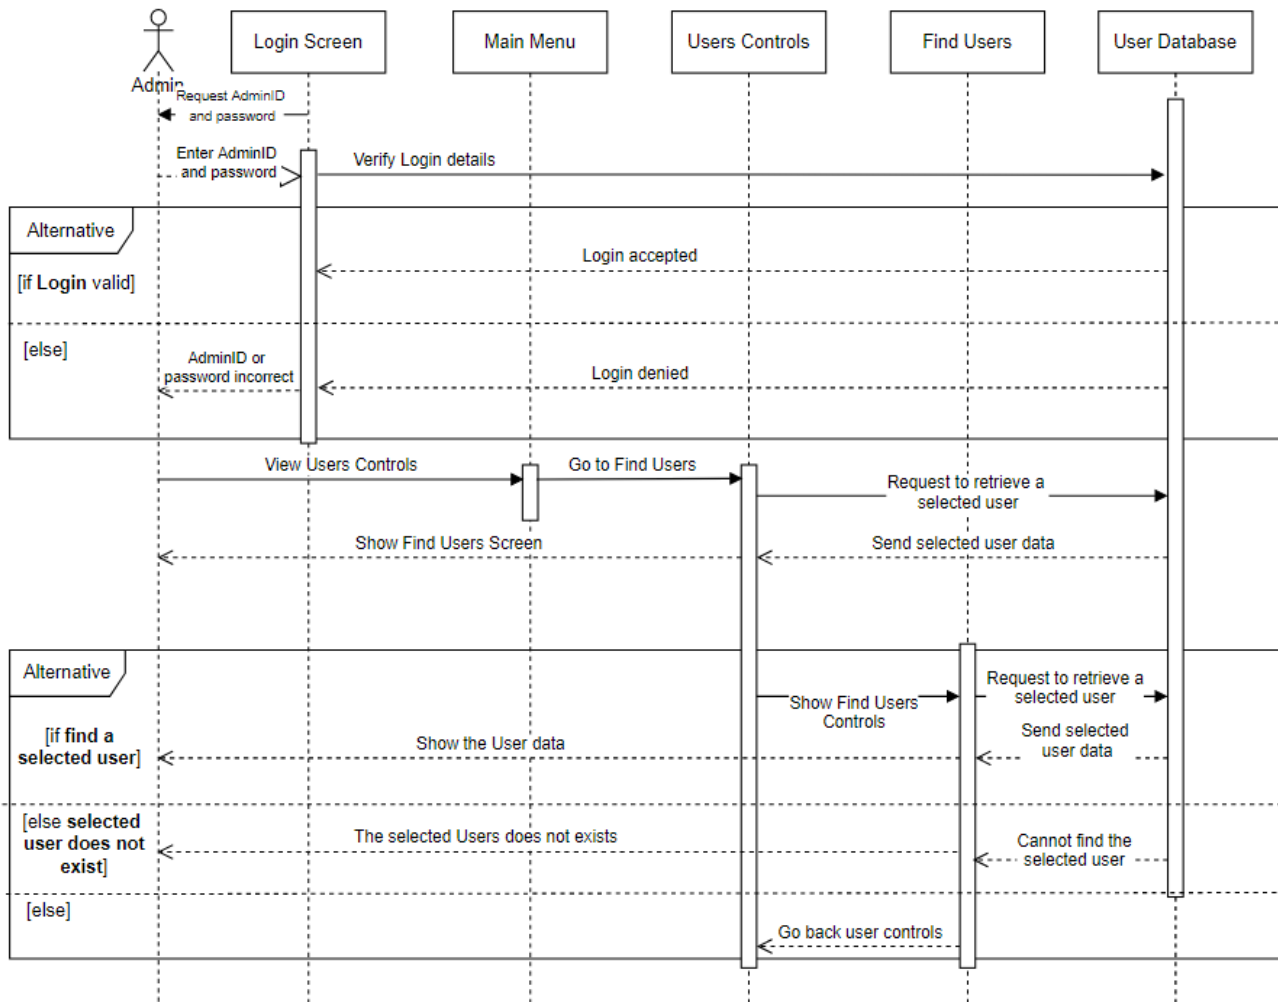 Login Screen
Main Menu
Users Controls
Find Users
User Database
Admin
Request AdminID
and password
Enter AdminID
and password
Verify Login details
Alternative
Login accepted
[if Login valid]
[else]
AdminID or
password incorrect
Login denied
View Users Controls
Go to Find Users
Request to retrieve a
selected user
Show Find Users Screen
Send selected user data
Alternative
Show Find Users
Controls
Request to retrieve a
selected user
[if find a
selected user]
Show the User data
Send selected
user data
[else selected
user does not
exist]
The selected Users does not exists
Cannot find the
selected user
[else]
Go back user controls